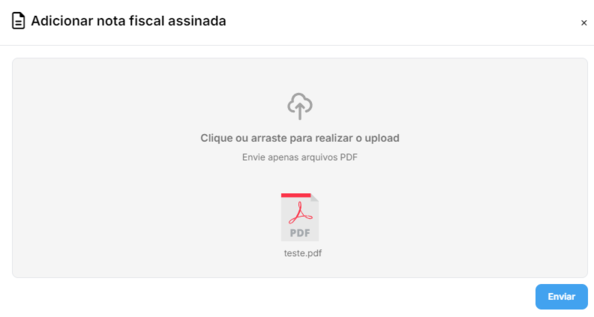 Adicionar nota fiscal assinada
×
Clique ou arraste para realizar o upload
Envie apenas arquivos PDF
PDF
teste.pdf
Enviar